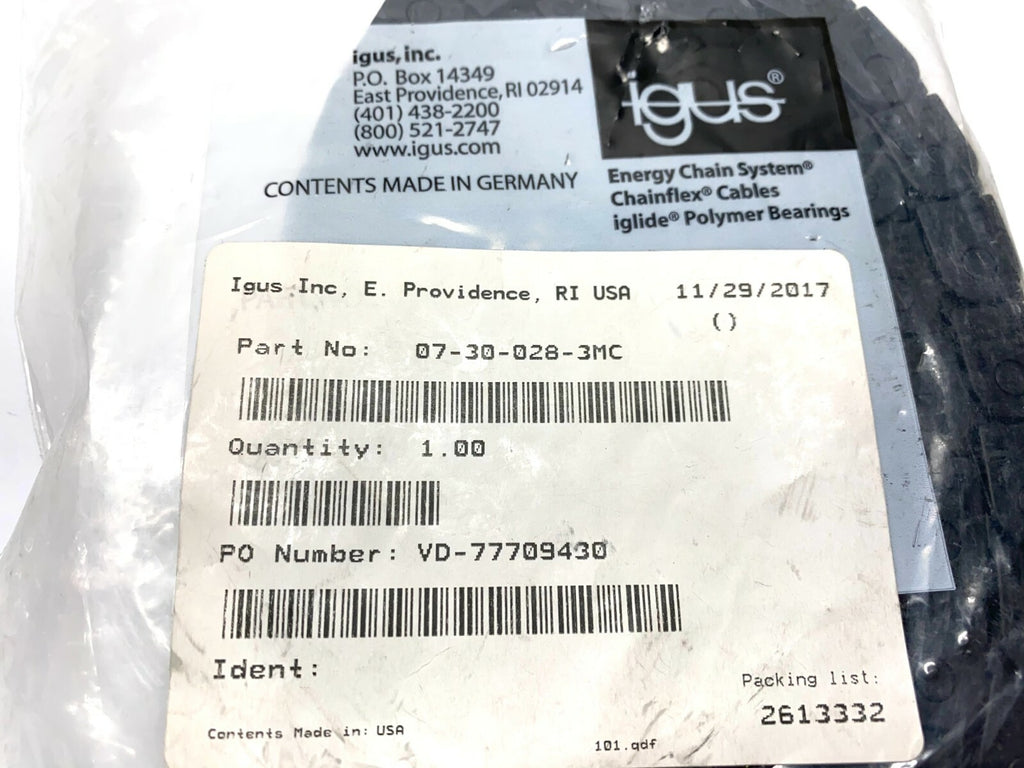 igus, inc.
P.O. Box 14349
East Providence, RI 02914
(401) 438-2200
(800) 521-2747
www.igus.com
igus®
CONTENTS MADE IN GERMANY
Energy Chain System®
Chainflex® Cables
iglide® Polymer Bearings
Igus Inc, E. Providence, RI USA 11/29/2017
()
Part No: 07-30-028-3MC
Quantity: 1.00
PO Number: VD-77709430
Ident:
Packing list:
2613332
Contents Made in: USA
101.qdf